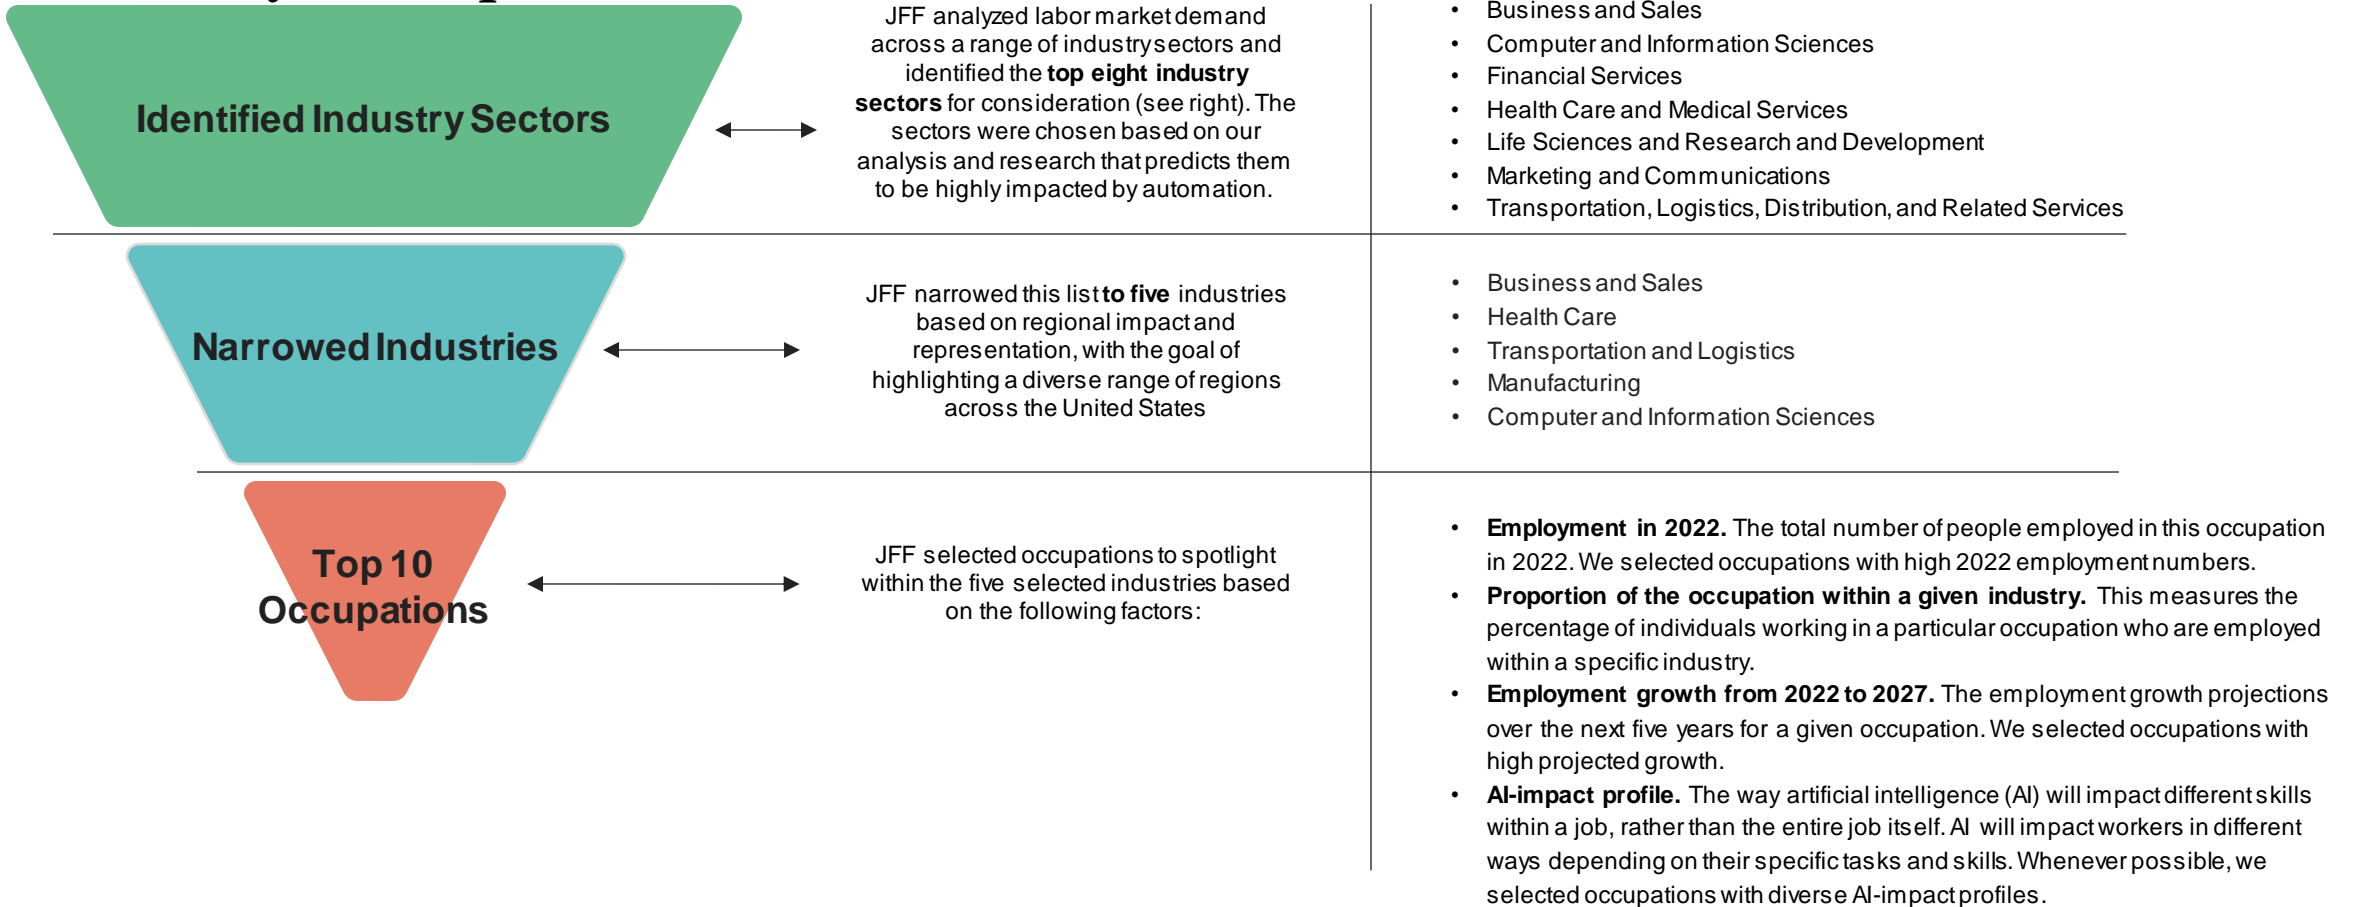 Identified Industry Sectors
JFF analyzed labor market demand
across a range of industry sectors and
identified the top eight industry
sectors for consideration (see right). The
sectors were chosen based on our
analysis and research that predicts them
to be highly impacted by automation.
• Business and Sales
• Computer and Information Sciences
• Financial Services
• Health Care and Medical Services
• Life Sciences and Research and Development
• Marketing and Communications
• Transportation, Logistics, Distribution, and Related Services
Narrowed Industries
JFF narrowed this list to five industries
based on regional impact and
representation, with the goal of
highlighting a diverse range of regions
across the United States
• Business and Sales
• Health Care
• Transportation and Logistics
• Manufacturing
• Computer and Information Sciences
Top 10
Occupations
JFF selected occupations to spotlight
within the five selected industries based
on the following factors:
• Employment in 2022. The total number of people employed in this occupation
in 2022. We selected occupations with high 2022 employment numbers.
• Proportion of the occupation within a given industry. This measures the
percentage of individuals working in a particular occupation who are employed
within a specific industry.
• Employment growth from 2022 to 2027. The employment growth projections
over the next five years for a given occupation. We selected occupations with
high projected growth.
• AI-impact profile. The way artificial intelligence (AI) will impact different skills
within a job, rather than the entire job itself. AI will impact workers in different
ways depending on their specific tasks and skills. Whenever possible, we
selected occupations with diverse AI-impact profiles.